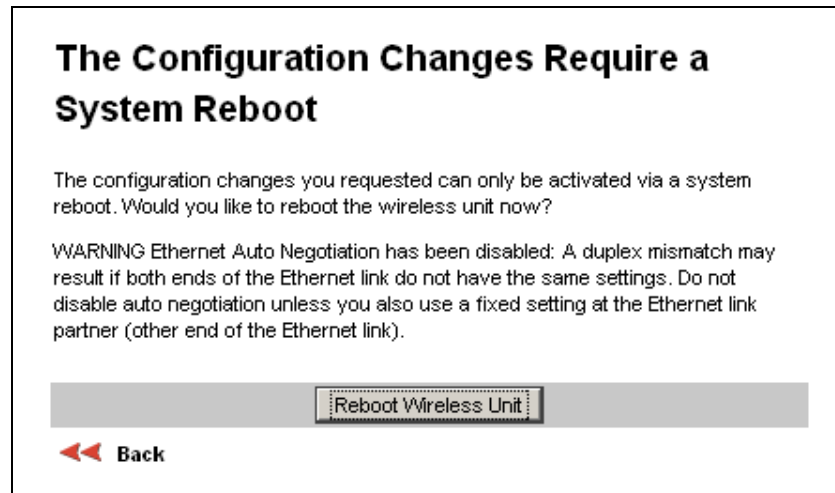 The Configuration Changes Require a
System Reboot
The configuration changes you requested can only be activated via a system
reboot. Would you like to reboot the wireless unit now?
WARNING Ethernet Auto Negotiation has been disabled: A duplex mismatch may
result if both ends of the Ethernet link do not have the same settings. Do not
disable auto negotiation unless you also use a fixed setting at the Ethernet link
partner (other end of the Ethernet link).
Reboot Wireless Unit
Back